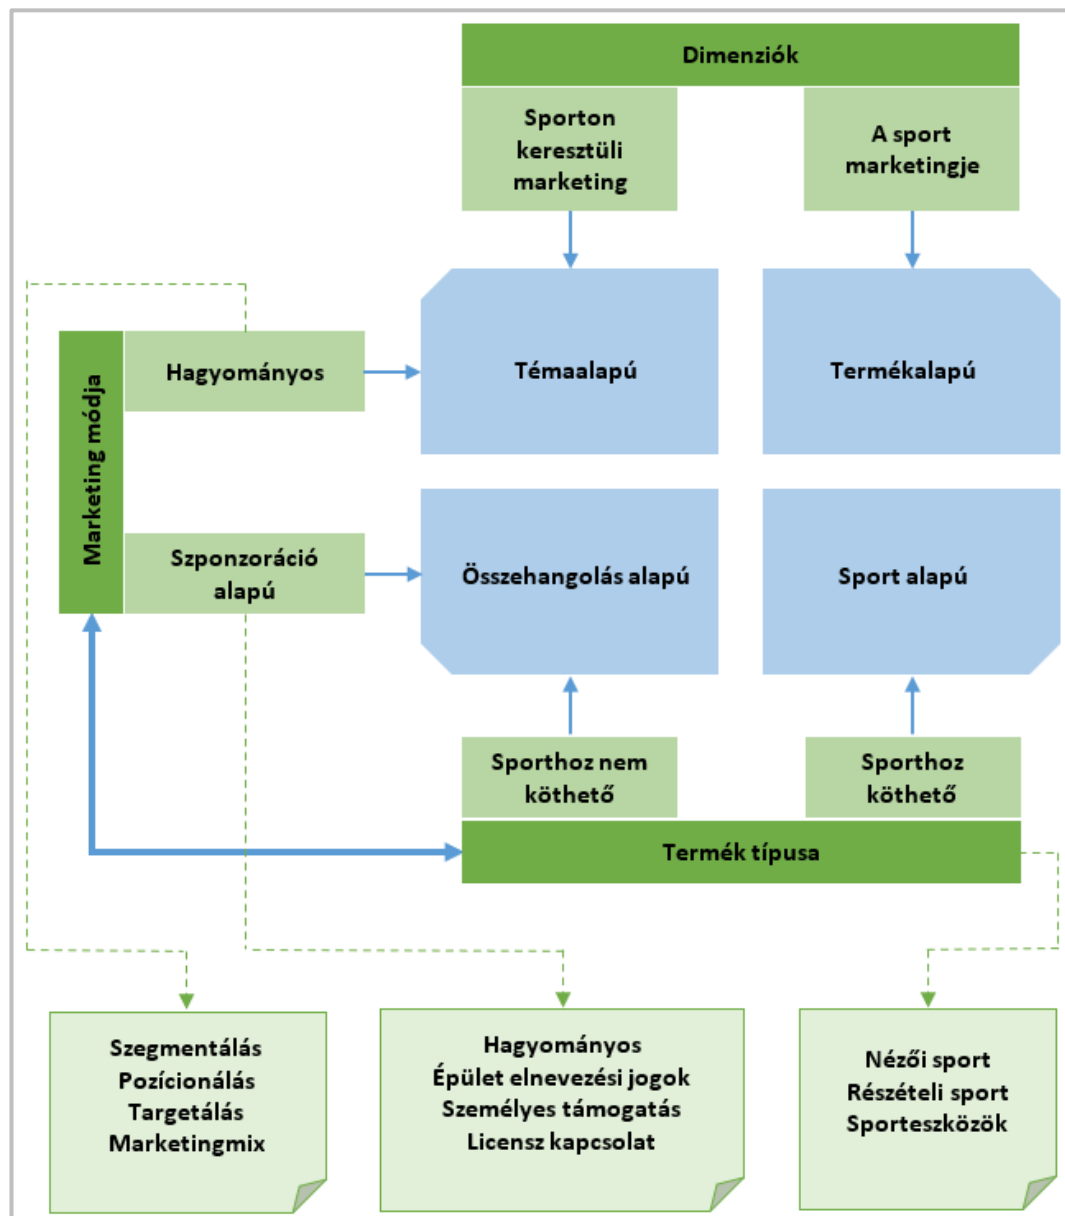 Dimenziók
Sporton
keresztüli
marketing
A sport
marketingje
Marketing módja
Hagyományos
Témaalapú
Termékalapú
Szponzoráció
alapú
Összehangolás alapú
Sport alapú
Sporthoz nem
köthető
Sporthoz
köthető
Termék típusa
Szegmentálás
Pozícionálás
Targetálás
Marketingmix
Hagyományos
Épület elnevezési jogok
Személyes támogatás
Licensz kapcsolat
Nézői sport
Részételi sport
Sporteszközök